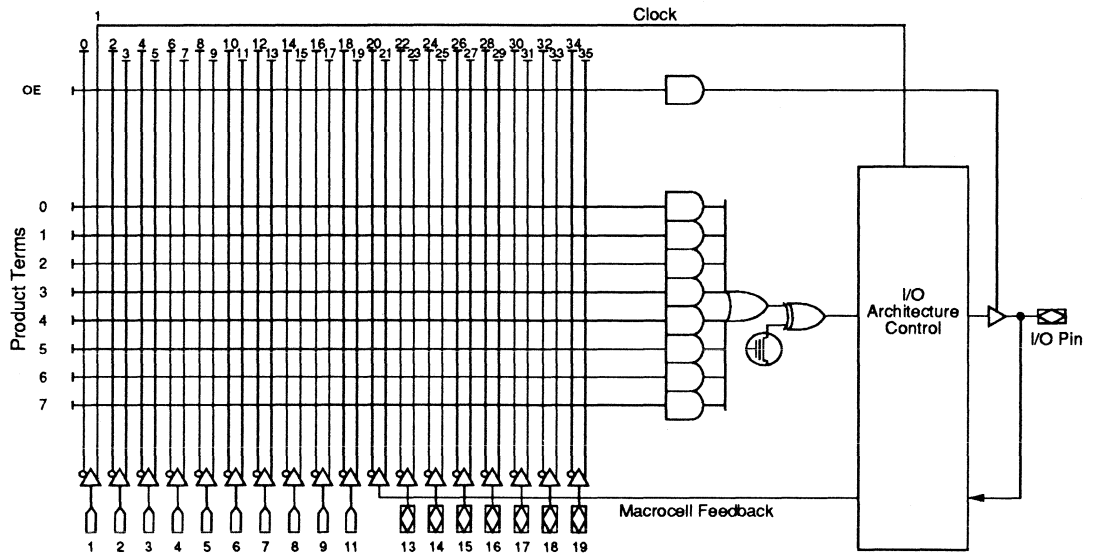 1 Clock
0 2 4 6 8 10 12 14 16 18 20 22 24 26 28 30 32 34
3 5 7 9 11 13 15 17 19 21 23 25 27 29 31 33 35
OE
Product Terms
0
1
2
3
4
5
6
7
I/O
Architecture
Control
I/O Pin
Macrocell Feedback
1 2 3 4 5 6 7 8 9 11 13 14 15 16 17 18 19